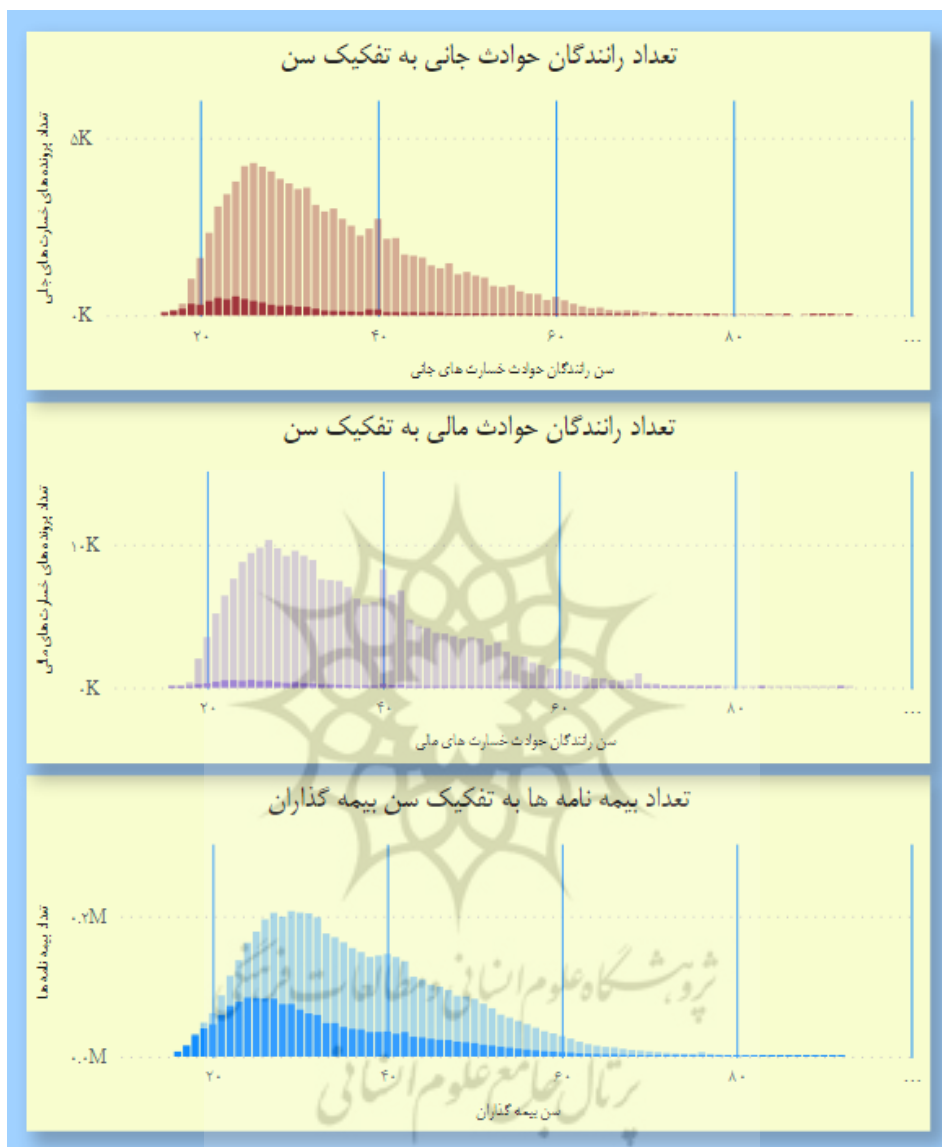 تعداد رانندگان حوادث جانی به تفکیک سن
تعداد پرونده های خسارت های جانی
۵K
۰K
۲۰ ۴۰ ۶۰ ۸۰ ...
سن رانندگان حوادث خسارت های جانی
تعداد رانندگان حوادث مالی به تفکیک سن
تعداد پرونده های خسارت های مالی
۱۰K
۰K
۲۰ ۴۰ ۶۰ ۸۰ ...
سن رانندگان حوادث خسارت های مالی
تعداد بیمه نامه ها به تفکیک سن بیمه گذاران
تعداد بیمه نامه ها
۰.۲M
۰.۰M
۲۰ ۴۰ ۶۰ ۸۰ ...
سن بیمه گذاران
پژوهشگاه علوم انسانی و مطالعات فرهنگی
پرتال جامع علوم انسانی